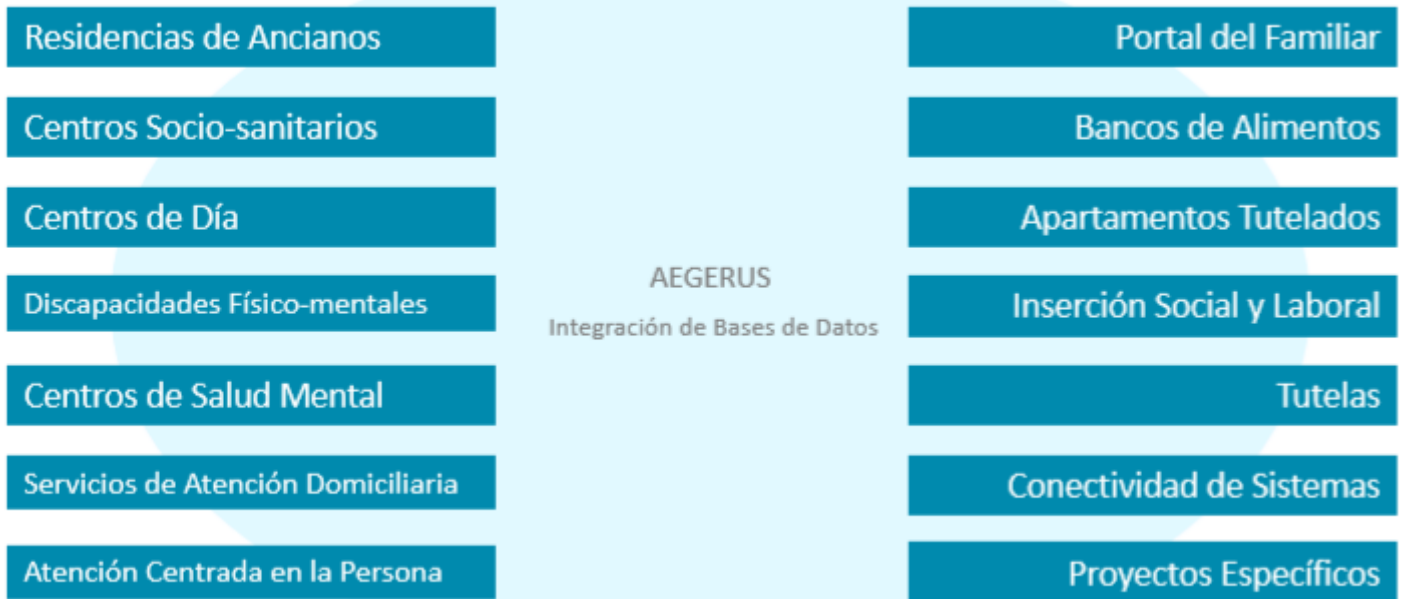 Residencias de Ancianos
Centros Socio-sanitarios
Centros de Día
Discapacidades Físico-mentales
Centros de Salud Mental
Servicios de Atención Domiciliaria
Atención Centrada en la Persona
AEGERUS
Integración de Bases de Datos
Portal del Familiar
Bancos de Alimentos
Apartamentos Tutelados
Inserción Social y Laboral
Tutelas
Conectividad de Sistemas
Proyectos Específicos